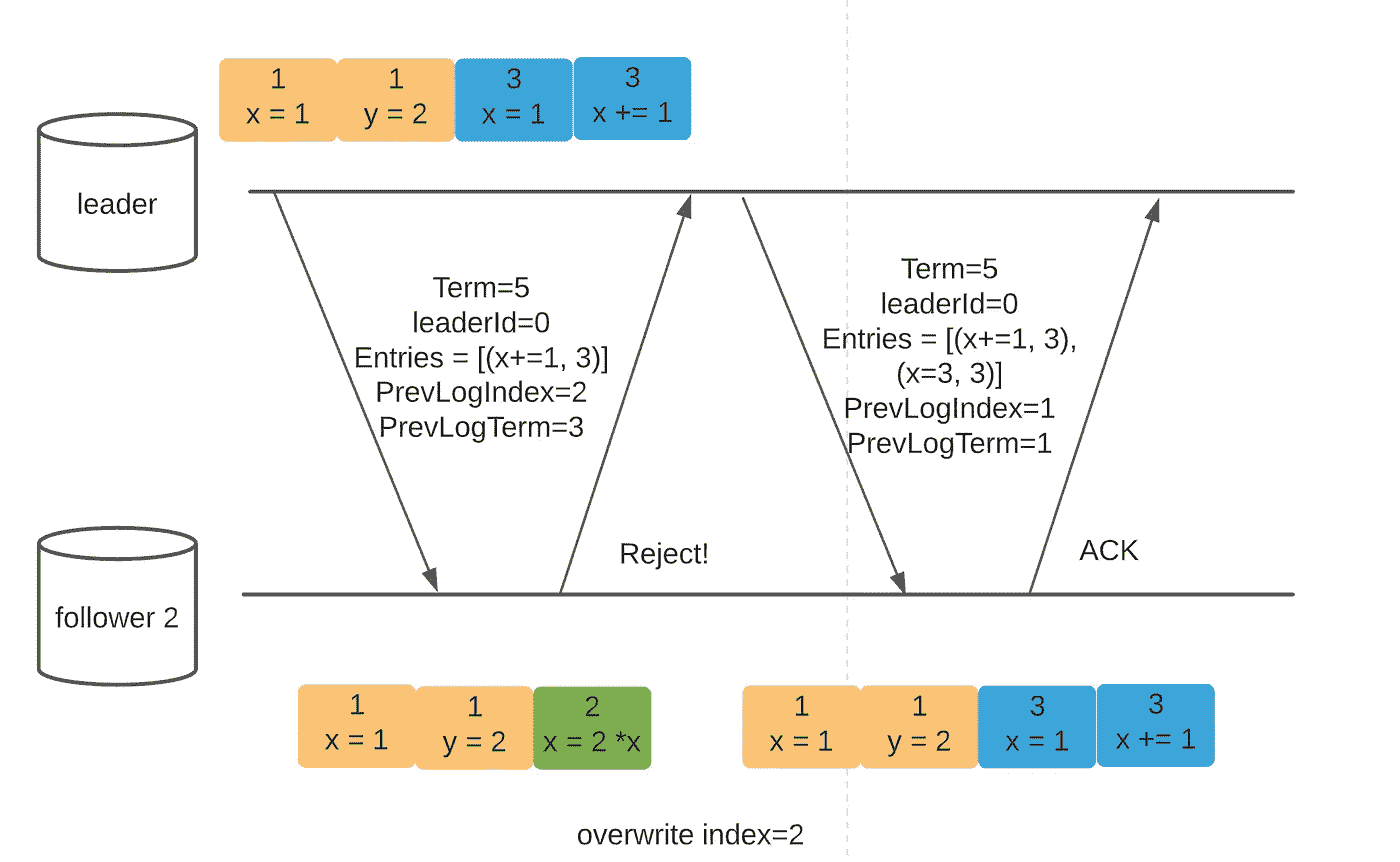 1 1 3 3
x = 1 y = 2 x = 1 x += 1
leader
Term=5
leaderId=0
Entries = [(x+=1, 3)]
PrevLogIndex=2
PrevLogTerm=3
Reject!
Term=5
leaderId=0
Entries = [(x+=1, 3),
(x=3, 3)]
PrevLogIndex=1
PrevLogTerm=1
ACK
follower 2
1 1 2
x = 1 y = 2 x = 2 *x
1 1 3 3
x = 1 y = 2 x = 1 x += 1
overwrite index=2